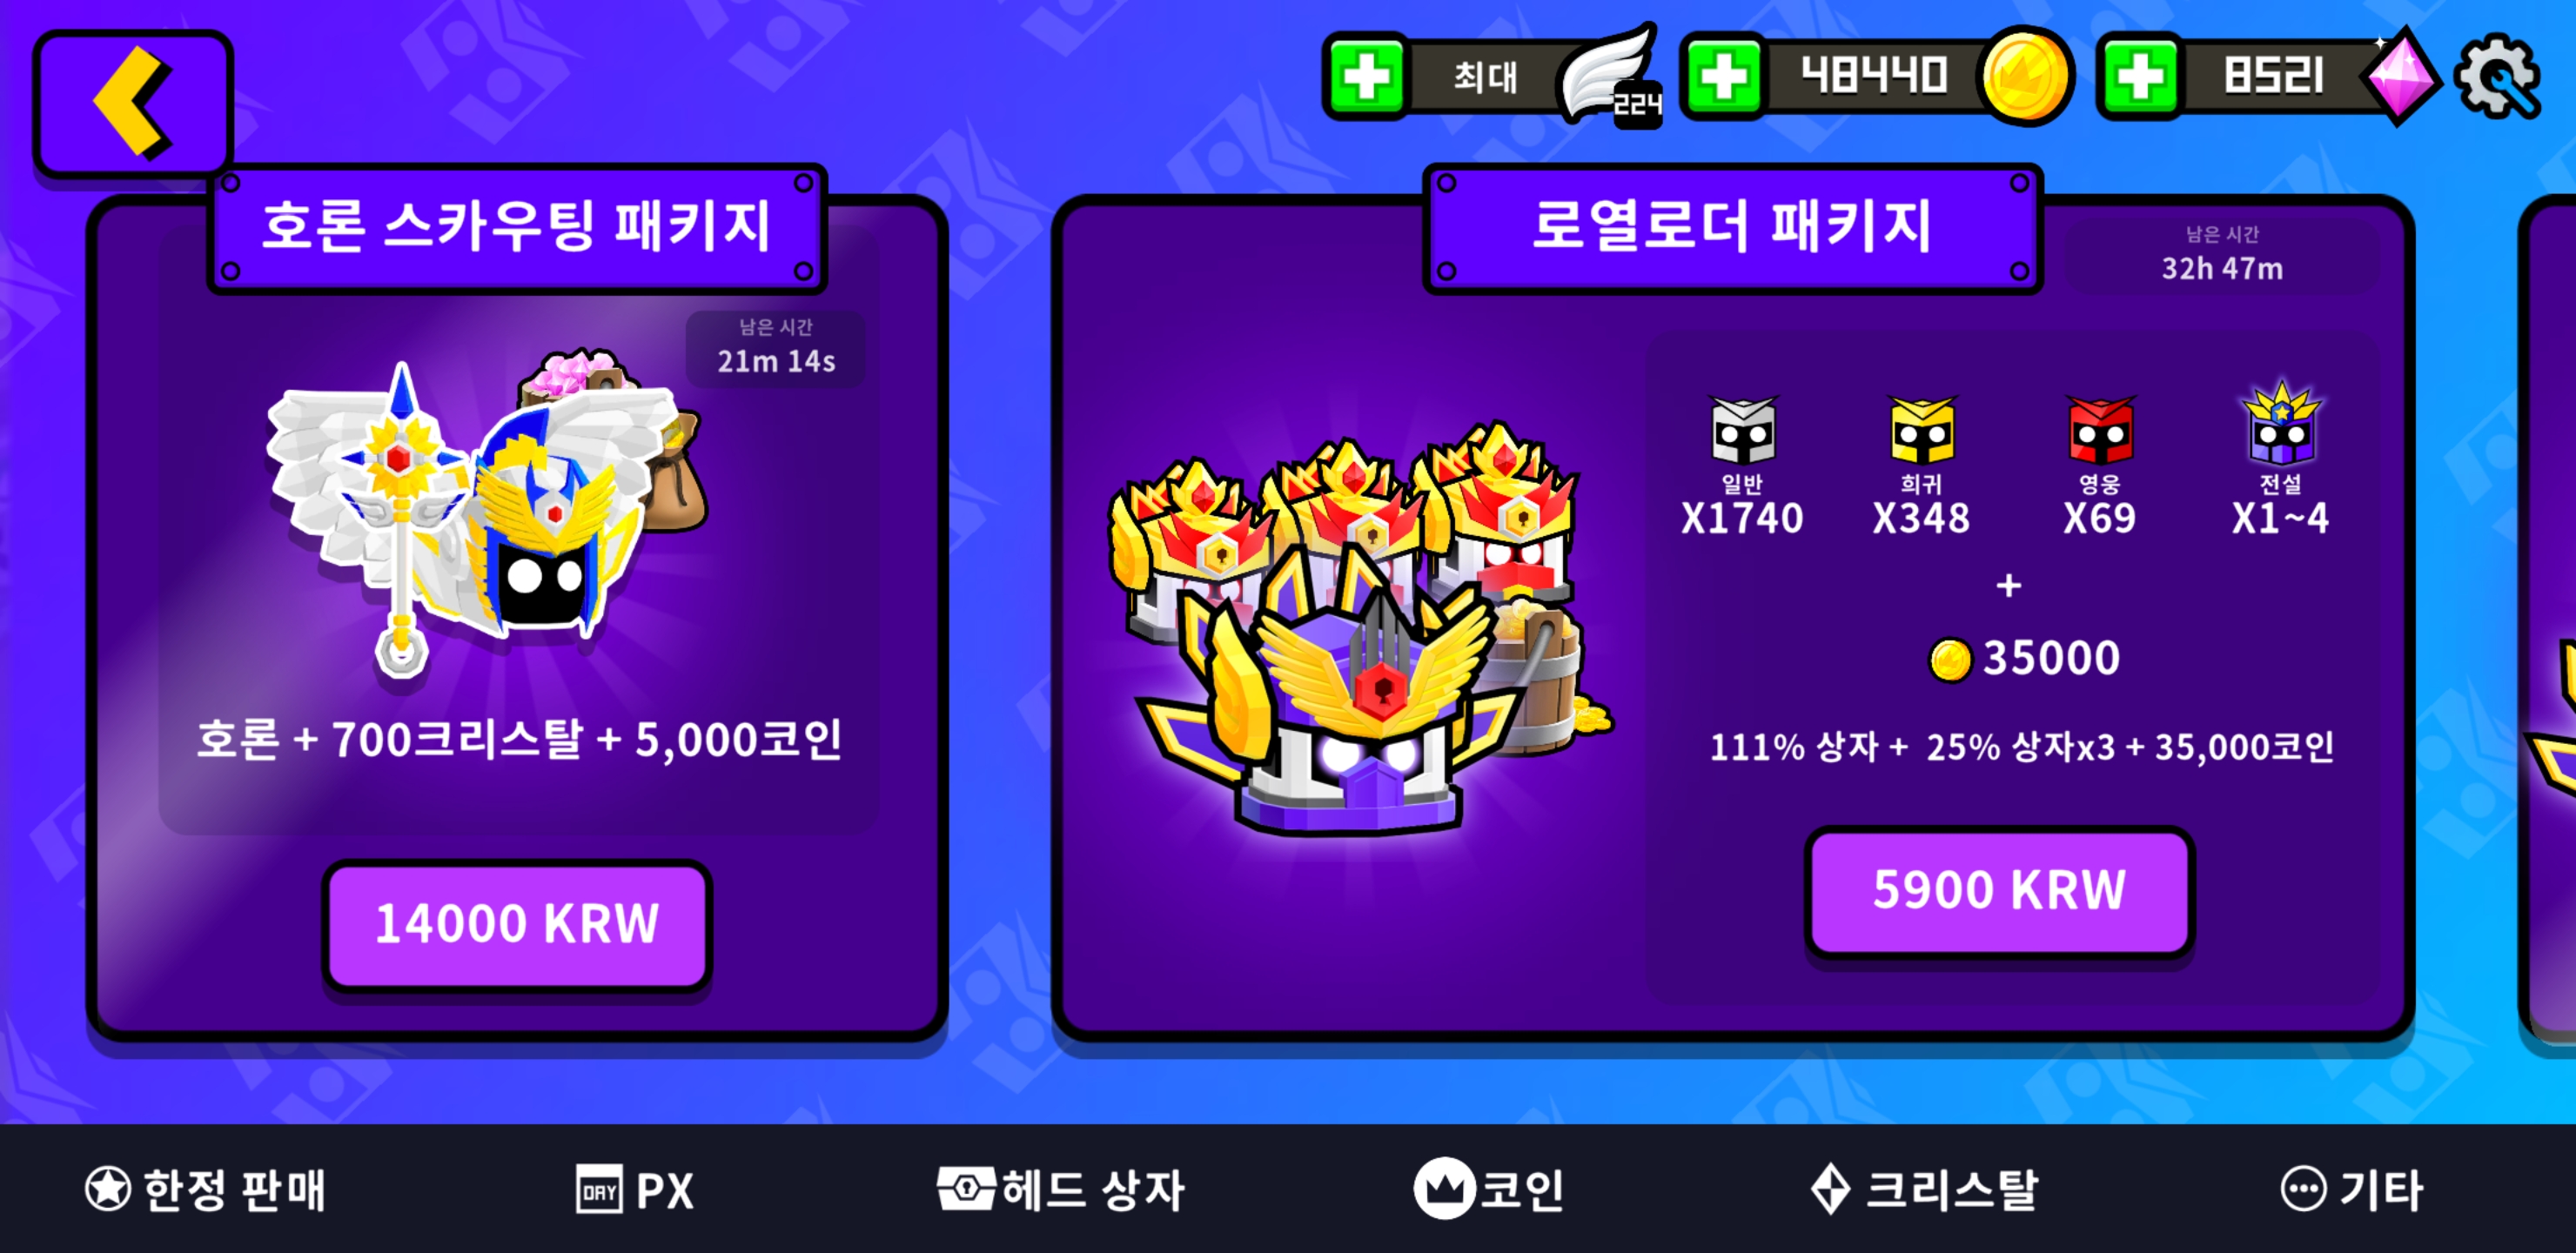 최대
224
48440
8521
호론 스카우팅 패키지
남은 시간
21m 14s
호론 + 700크리스탈 + 5,000코인
14000 KRW
로열로더 패키지
남은 시간
32h 47m
일반
X1740
희귀
X348
영웅
X69
전설
X1~4
+
35000
111% 상자 + 25% 상자x3 + 35,000코인
5900 KRW
한정 판매
DAY PX
헤드 상자
코인
크리스탈
기타